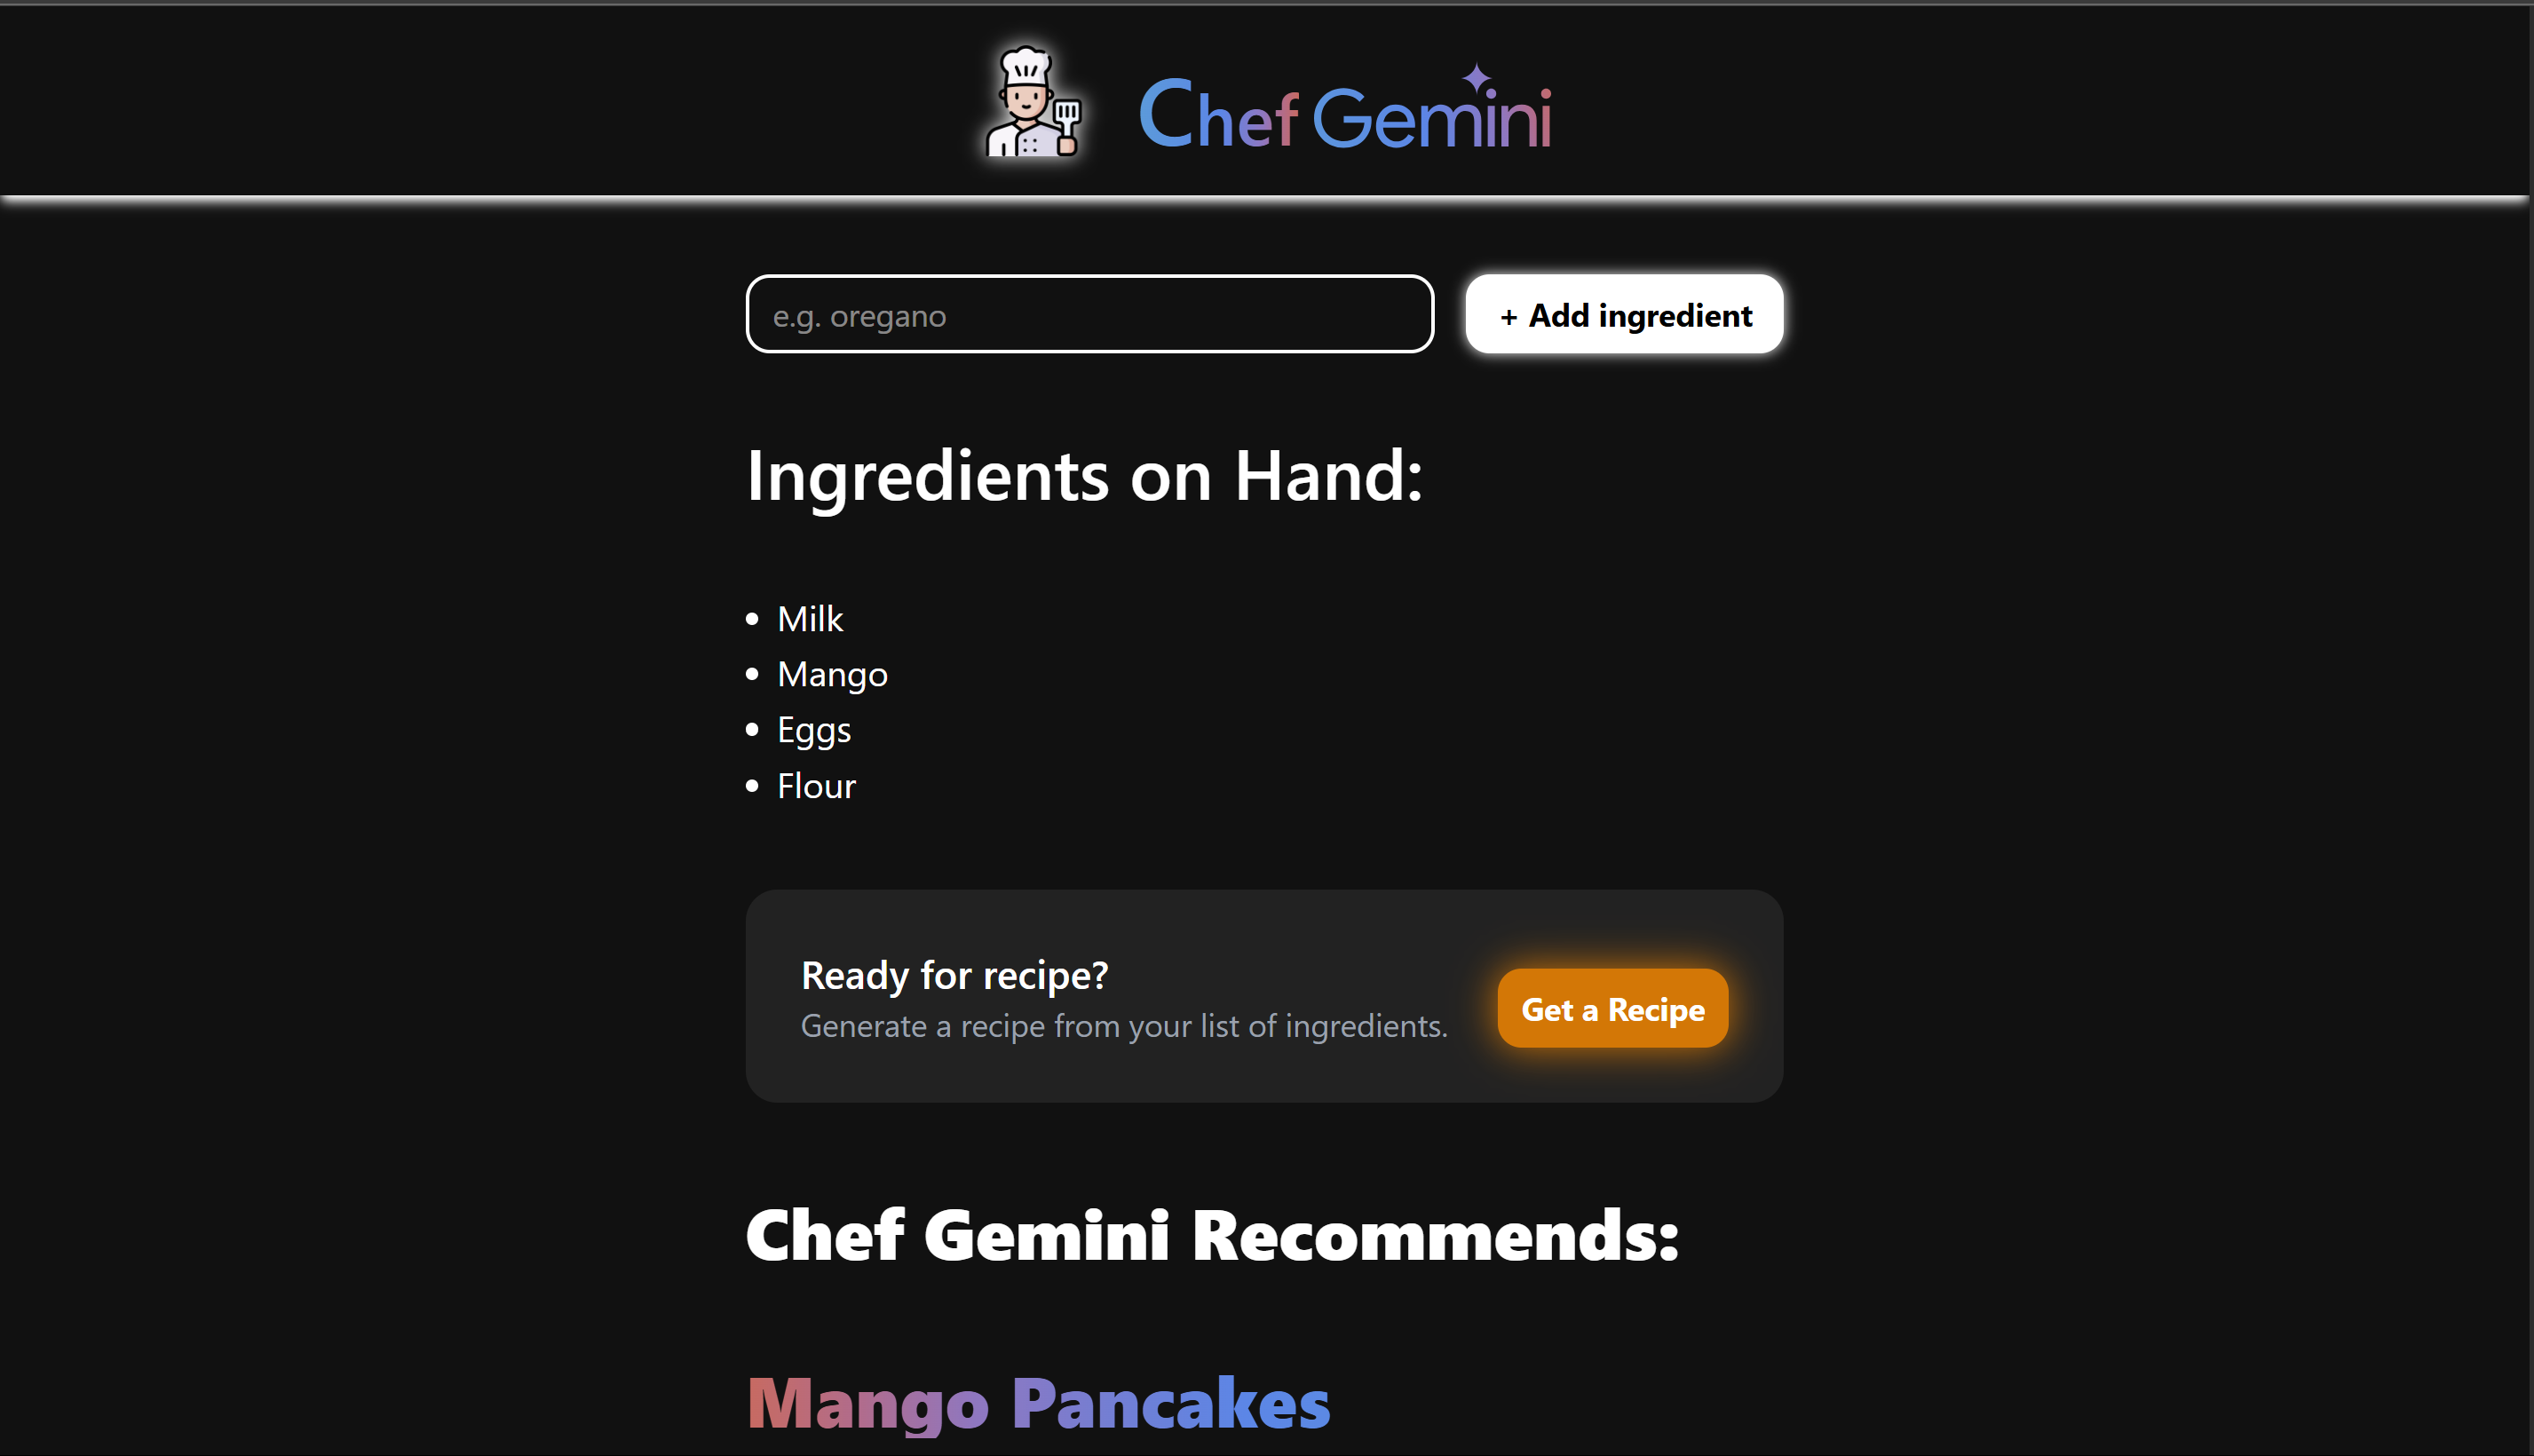 Chef Gemini
e.g. oregano
+ Add ingredient
Ingredients on Hand:
• Milk
• Mango
• Eggs
• Flour
Ready for recipe?
Generate a recipe from your list of ingredients.
Get a Recipe
Chef Gemini Recommends:
Mango Pancakes